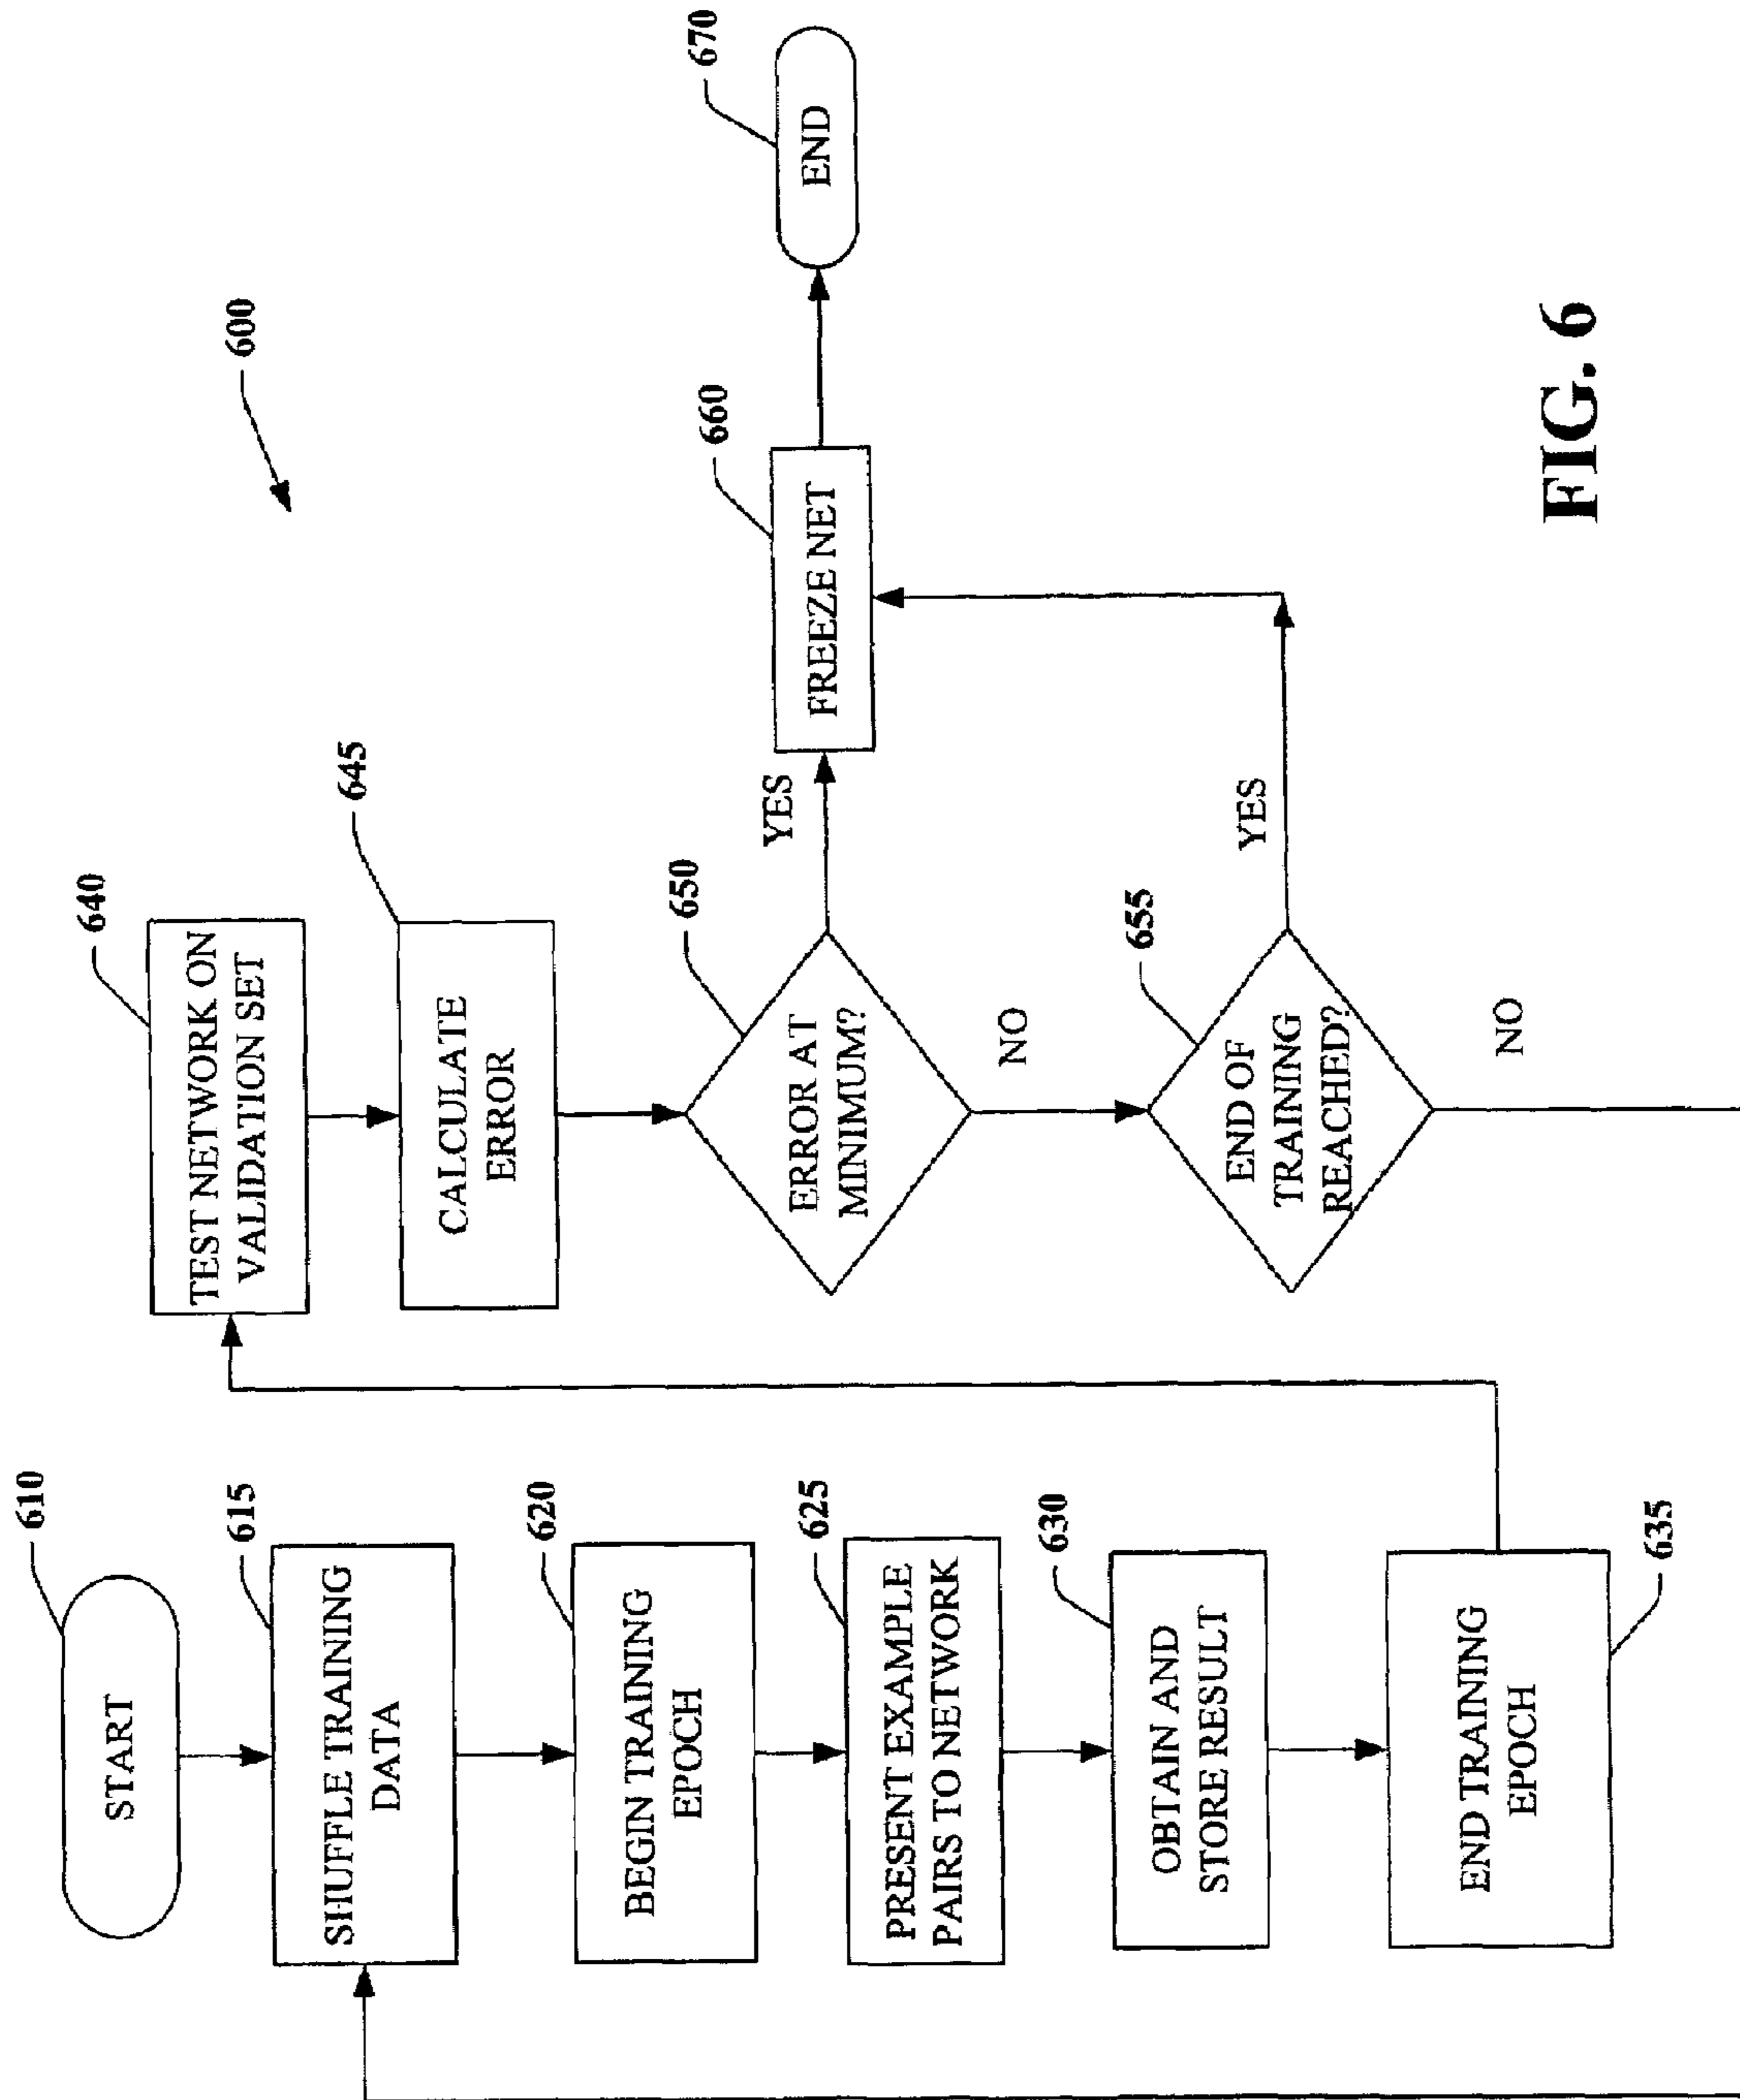 600
610
START
615
SHUFFLE TRAINING
DATA
620
BEGIN TRAINING
EPOCH
625
PRESENT EXAMPLE
PAIRS TO NETWORK
630
OBTAIN AND
STORE RESULT
END TRAINING
EPOCH
635
640
TEST NETWORK ON
VALIDATION SET
645
CALCULATE
ERROR
650
ERROR AT
MINIMUM?
YES
NO
655
END OF
TRAINING
REACHED?
YES
NO
660
FREEZE NET
670
END
FIG. 6